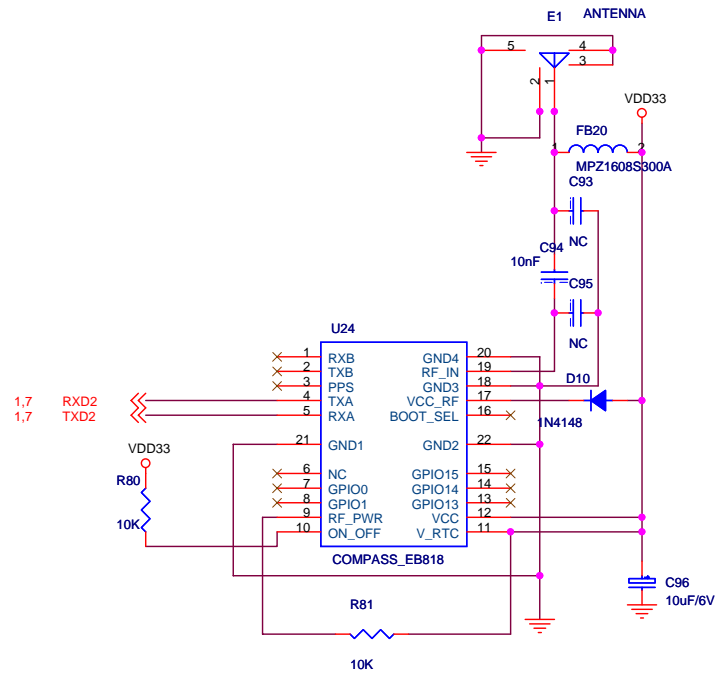 E1 ANTENNA
5 4
3
2 1
VDD33
FB20
1 2
MPZ1608S300A
C93
NC
C94
10nF
C95
NC
U24
1 RXB GND4 20
2 TXB RF_IN 19
3 PPS GND3 18
1,7 RXD2 4 TXA VCC_RF 17
1,7 TXD2 5 RXA BOOT_SEL 16
D10
1N4148
21 GND1 GND2 22
VDD33
R80
10K
6 NC GPIO15 15
7 GPIO0 GPIO14 14
8 GPIO1 GPIO13 13
9 RF_PWR VCC 12
10 ON_OFF V_RTC 11
COMPASS_EB818
C96
10uF/6V
R81
10K